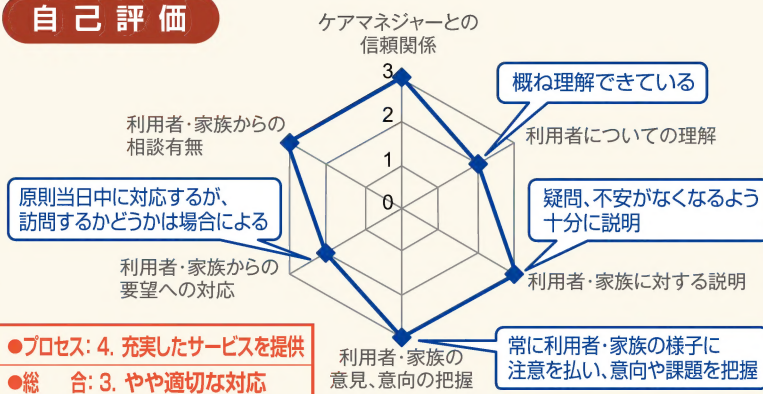 自己評価
ケアマネジャーとの
信頼関係
3
2
1
0
概ね理解できている
利用者についての理解
疑問、不安がなくなるよう
十分に説明
利用者・家族に対する説明
常に利用者・家族の様子に
注意を払い、意向や課題を把握
利用者・家族の
意見、意向の把握
利用者・家族からの
相談有無
原則当日中に対応するが、
訪問するかどうかは場合による
利用者・家族からの
要望への対応
●プロセス：4. 充実したサービスを提供
●総　　合：3. やや適切な対応